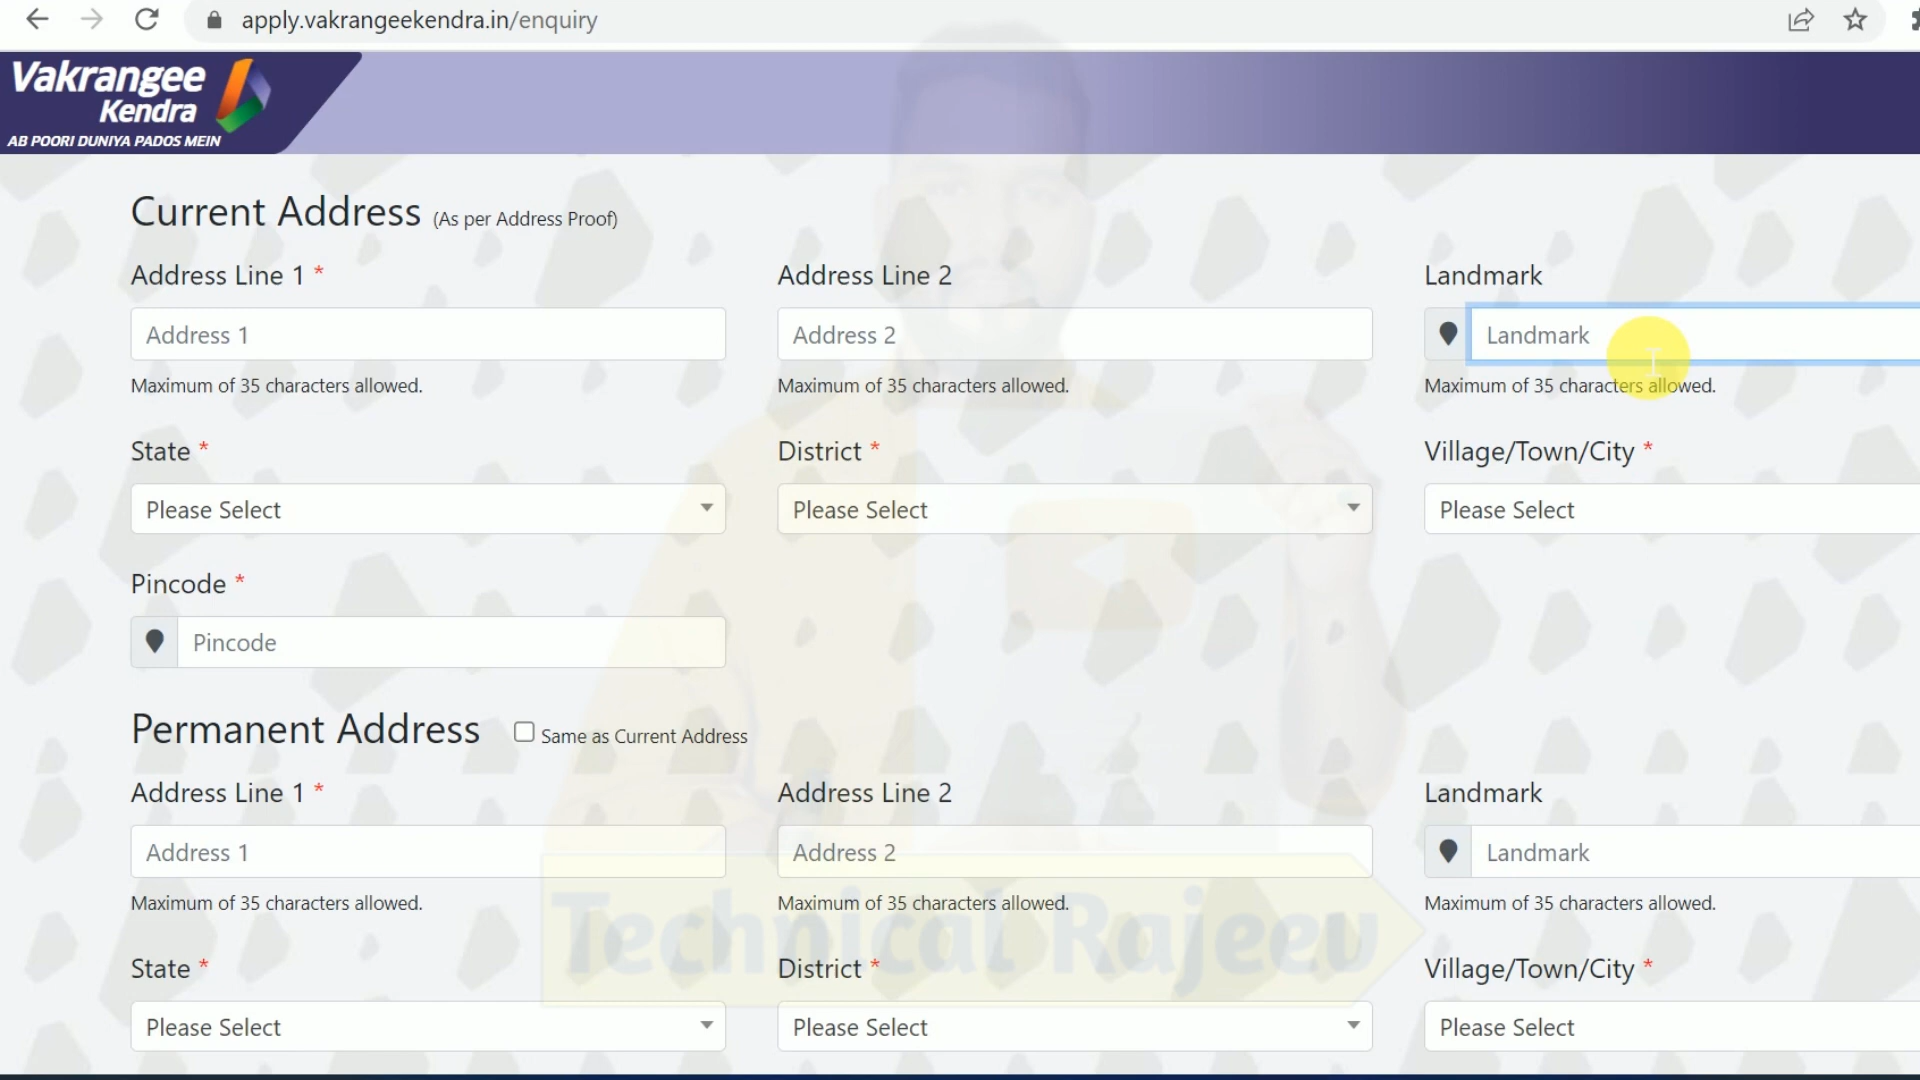 apply.vakrangeekendra.in/enquiry
Vakrangee
Kendra
AB POORI DUNIYA PADOS MEIN
Current Address (As per Address Proof)
Address Line 1 * Address Line 2 Landmark
Address 1 Address 2 Landmark
Maximum of 35 characters allowed. Maximum of 35 characters allowed. Maximum of 35 characters allowed.
State * District * Village/Town/City *
Please Select Please Select Please Select
Pincode *
Pincode
Permanent Address Same as Current Address
Address Line 1 * Address Line 2 Landmark
Address 1 Address 2 Landmark
Maximum of 35 characters allowed. Maximum of 35 characters allowed. Maximum of 35 characters allowed.
Technical Rajeev
State * District * Village/Town/City *
Please Select Please Select Please Select